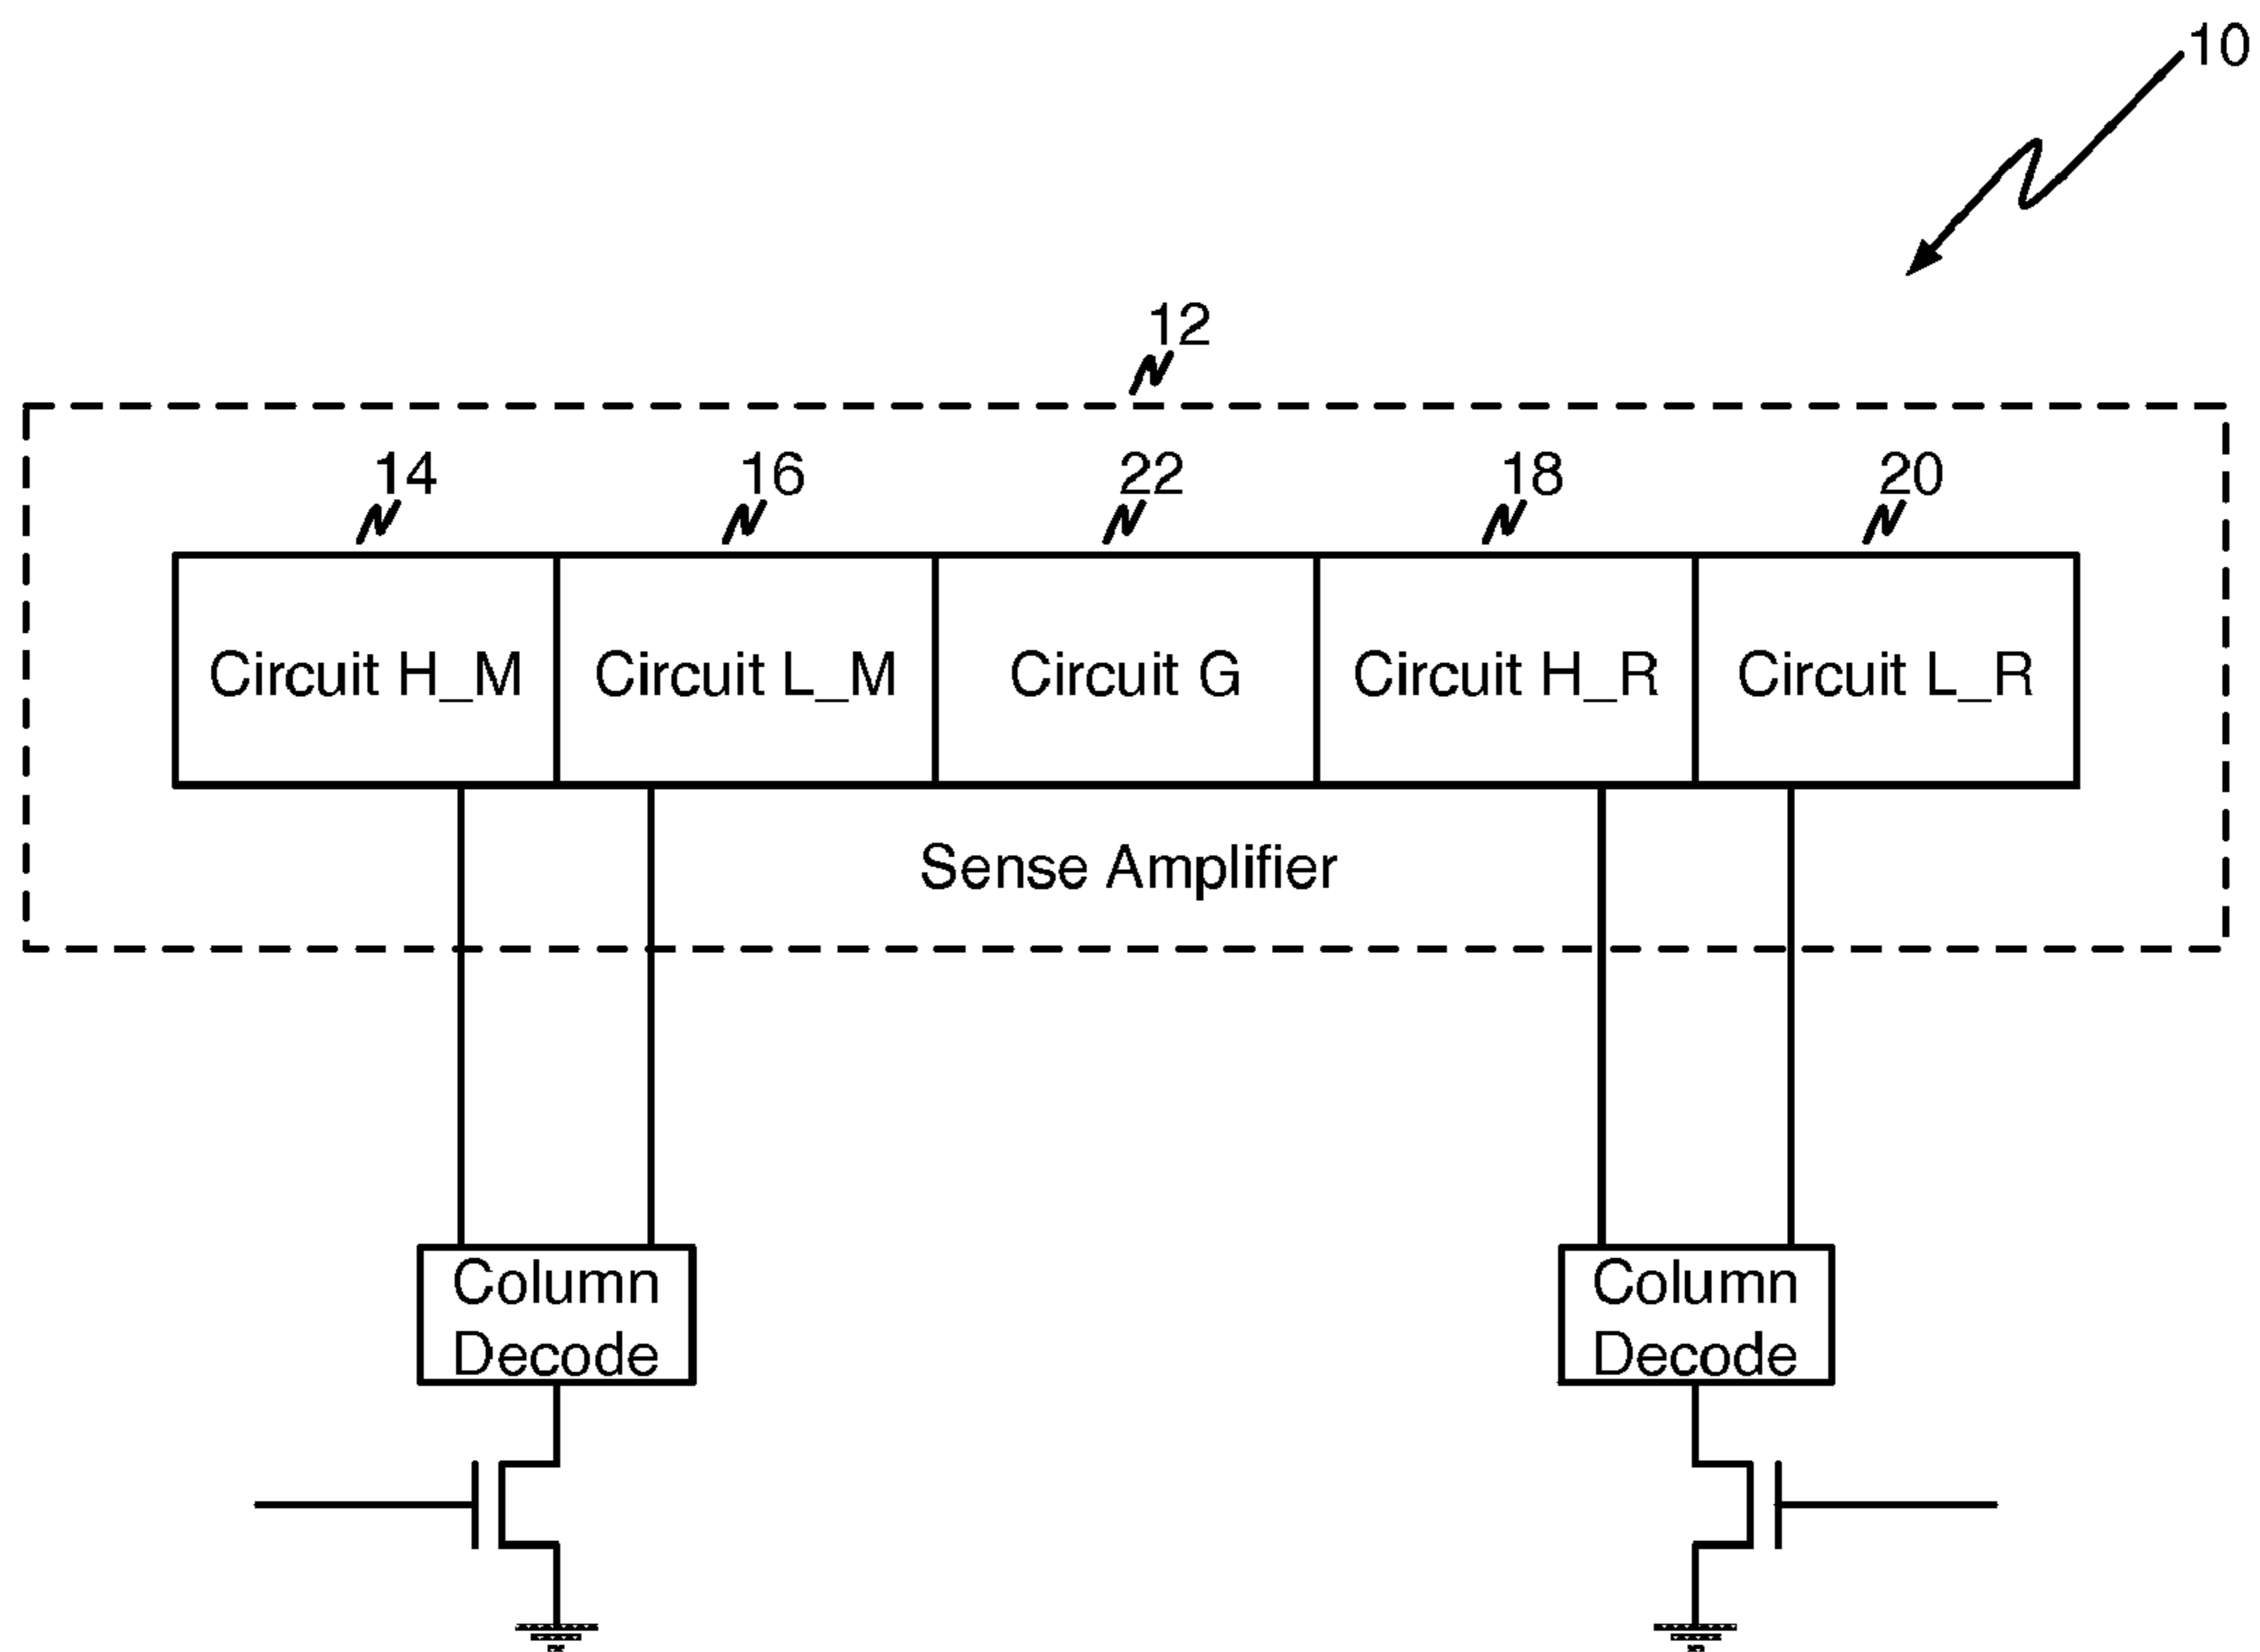 10
12
14 16 22 18 20
Circuit H_M Circuit L_M Circuit G Circuit H_R Circuit L_R
Sense Amplifier
Column
Decode
Column
Decode